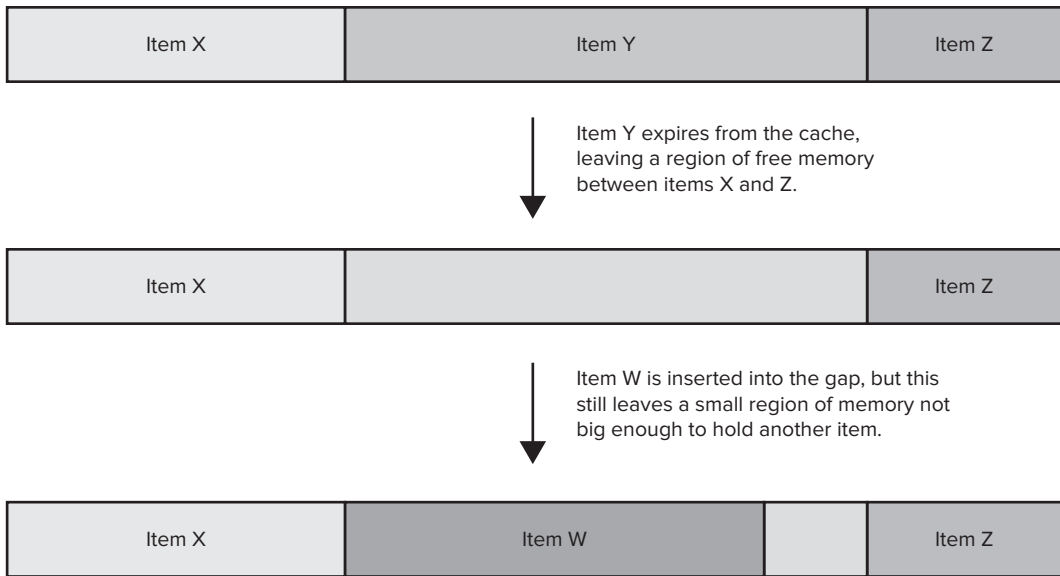 Item X
Item Y
Item Z
Item Y expires from the cache,
leaving a region of free memory
between items X and Z.
Item X
Item Z
Item W is inserted into the gap, but this
still leaves a small region of memory not
big enough to hold another item.
Item X
Item W
Item Z